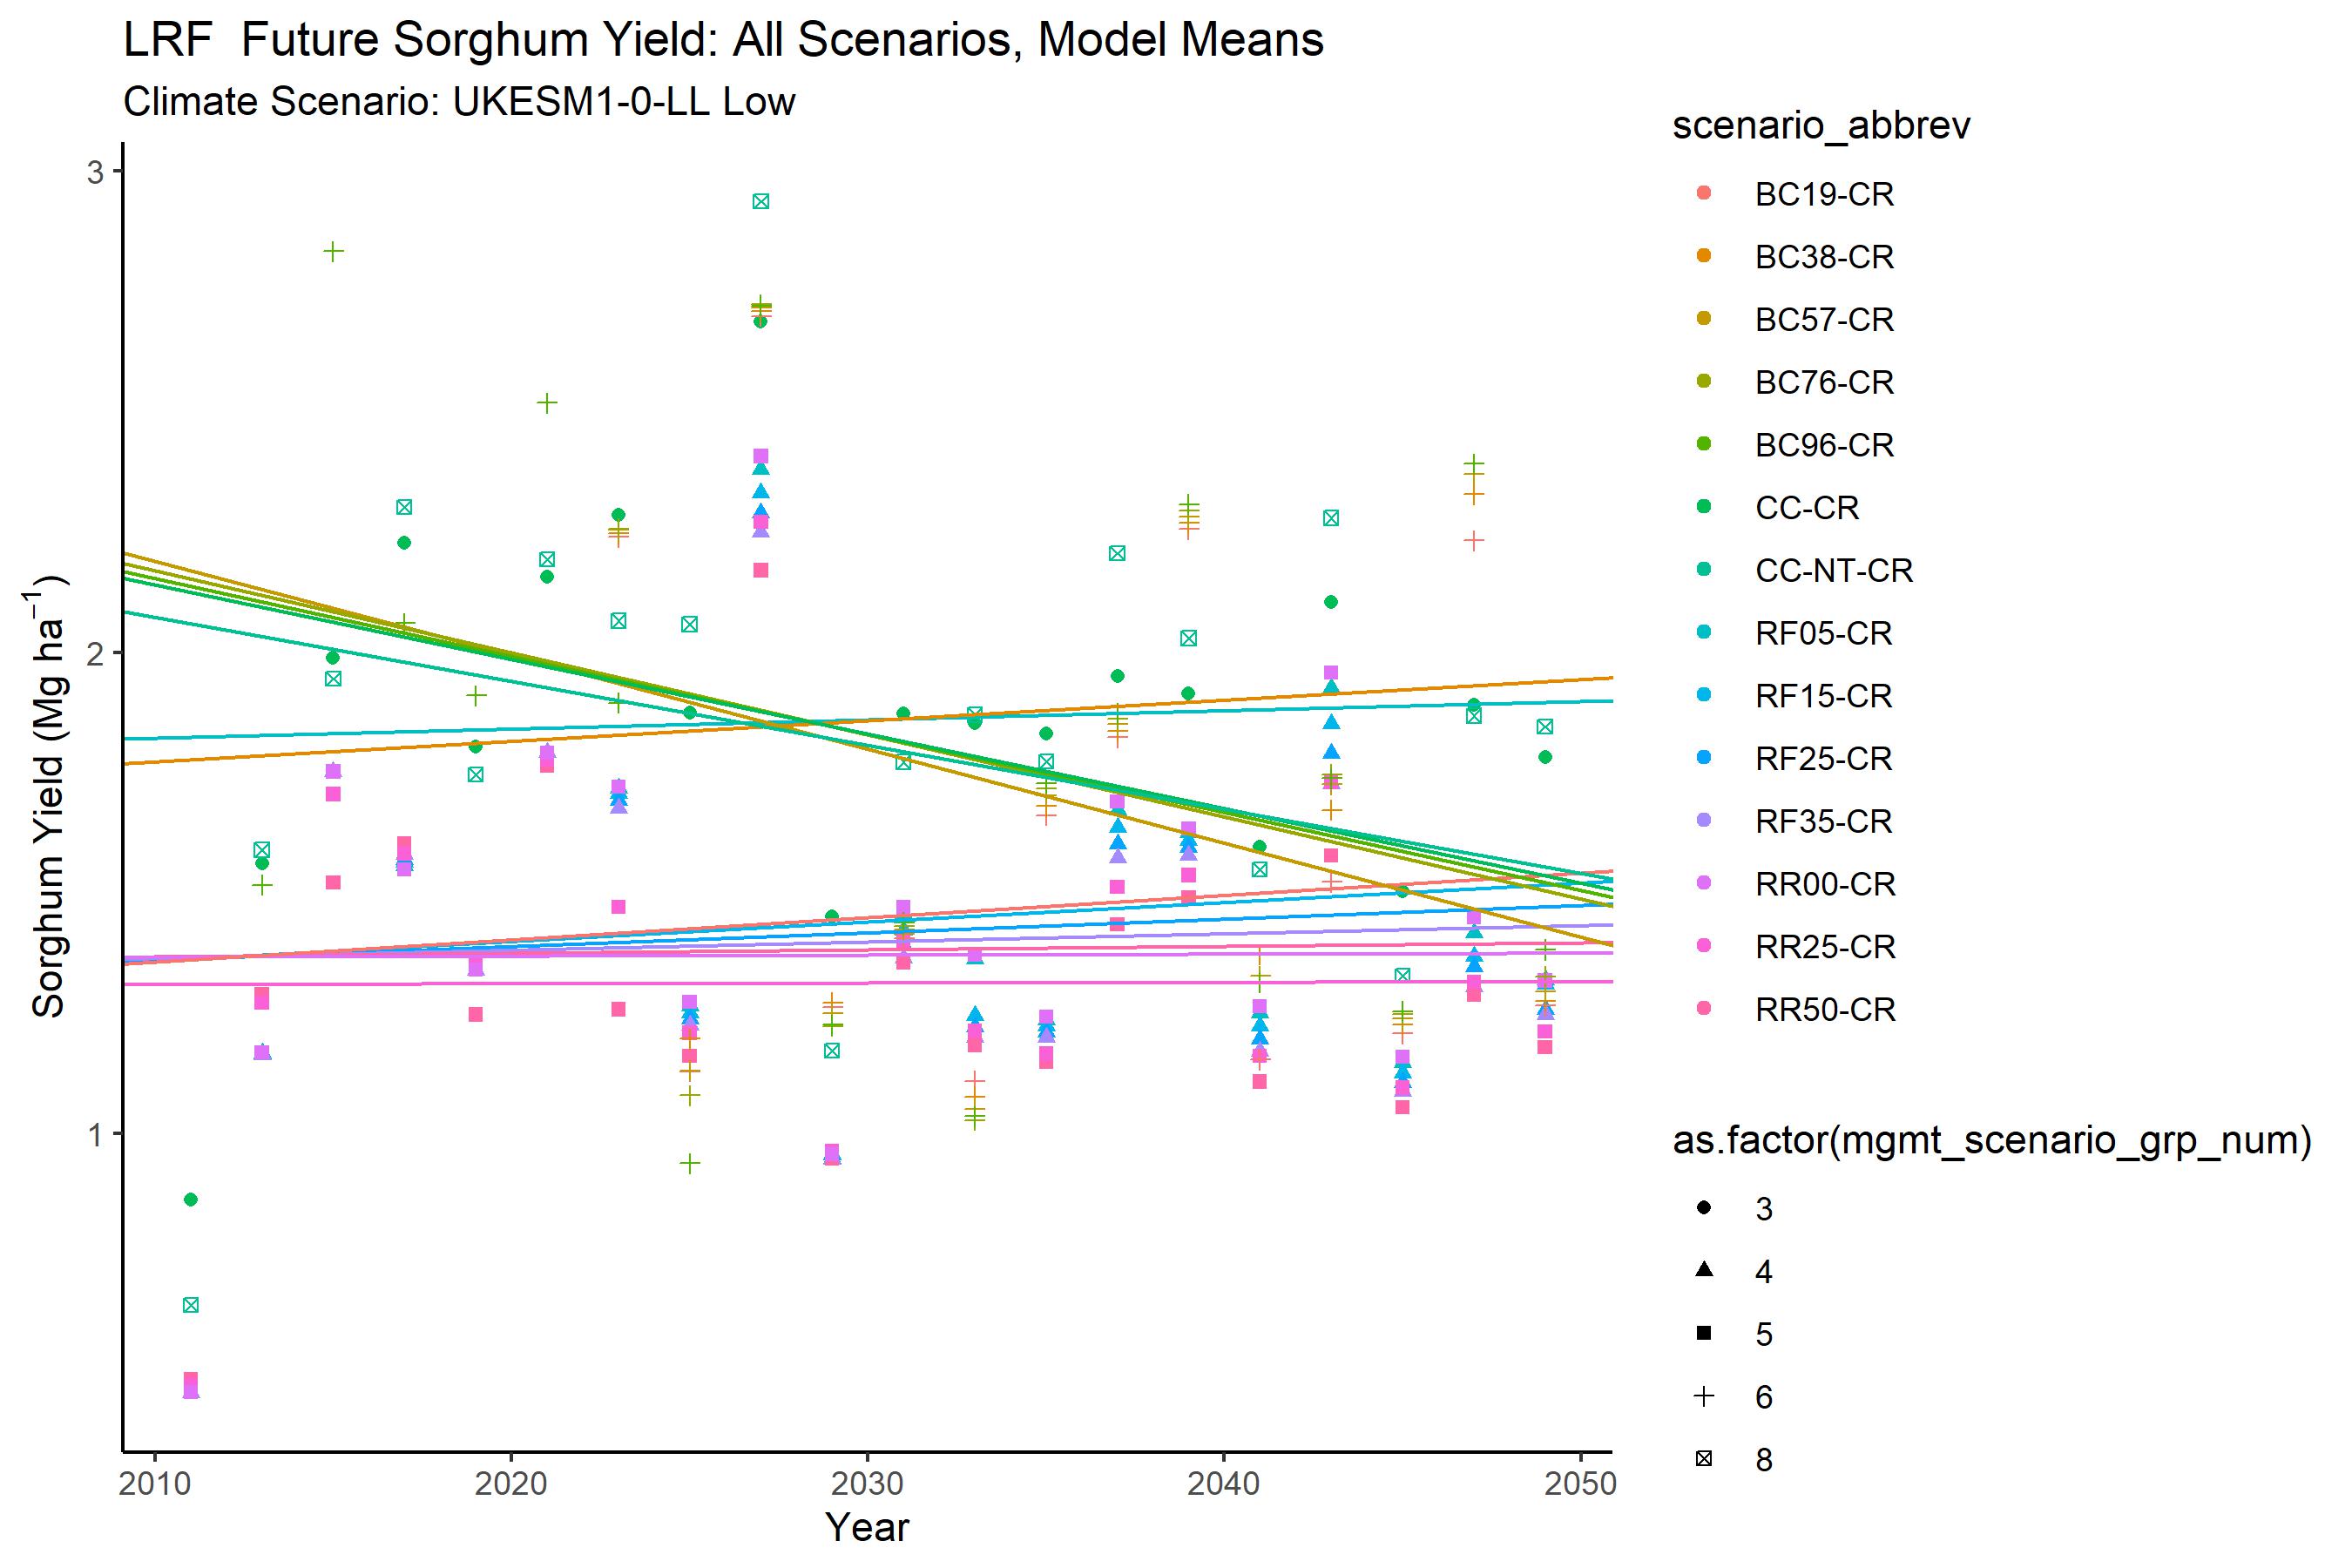 LRF  Future Sorghum Yield: All Scenarios, Model Means
Climate Scenario: UKESM1-0-LL Low
Sorghum Yield (Mg ha⁻¹)
3
2
1
2010
2020
2030
2040
2050
Year
scenario_abbrev
BC19-CR
BC38-CR
BC57-CR
BC76-CR
BC96-CR
CC-CR
CC-NT-CR
RF05-CR
RF15-CR
RF25-CR
RF35-CR
RR00-CR
RR25-CR
RR50-CR
as.factor(mgmt_scenario_grp_num)
3
4
5
6
8